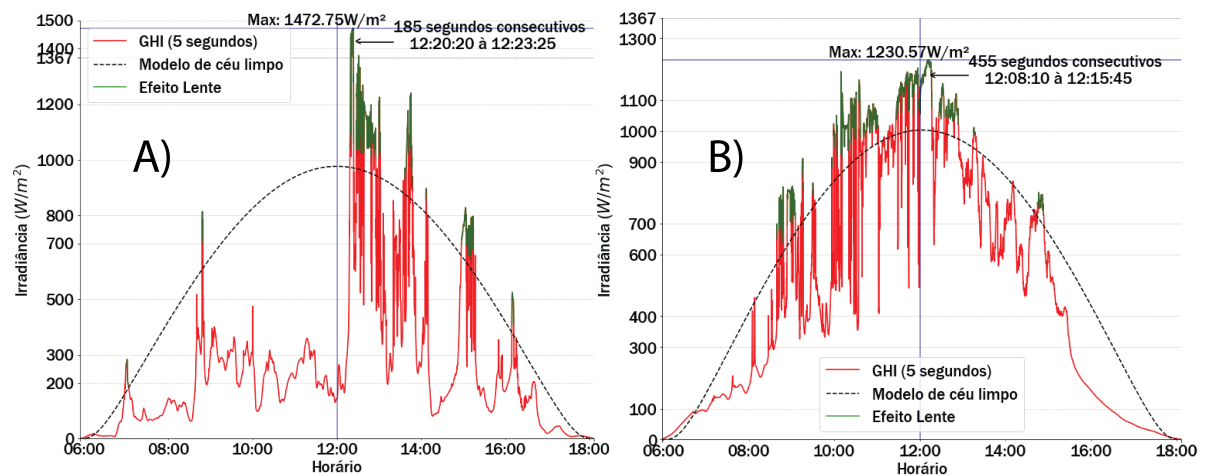 Max: 1472.75W/m²
185 segundos consecutivos
12:20:20 à 12:23:25
GHI (5 segundos)
Modelo de céu limpo
Efeito Lente
A)
Irradiância (W/m²)
1500
1400
1367
1200
1000
800
700
500
400
300
200
0
06:00 08:00 10:00 12:00 14:00 16:00 18:00
Horário
Max: 1230.57W/m²
455 segundos consecutivos
12:08:10 à 12:15:45
B)
Irradiância (W/m²)
1367
1300
1100
1000
900
700
600
400
300
100
0
GHI (5 segundos)
Modelo de céu limpo
Efeito Lente
06:00 08:00 10:00 12:00 14:00 16:00 18:00
Horário